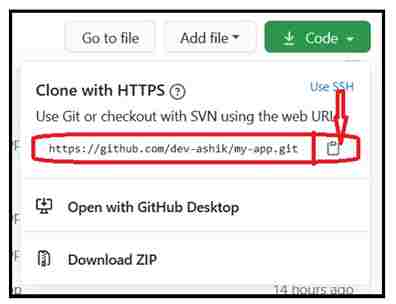 Go to file Add file Code
Clone with HTTPS ?
Use SSH
Use Git or checkout with SVN using the web URL.
https://github.com/dev-ashik/my-app.git
Open with GitHub Desktop
Download ZIP
14 hours ago